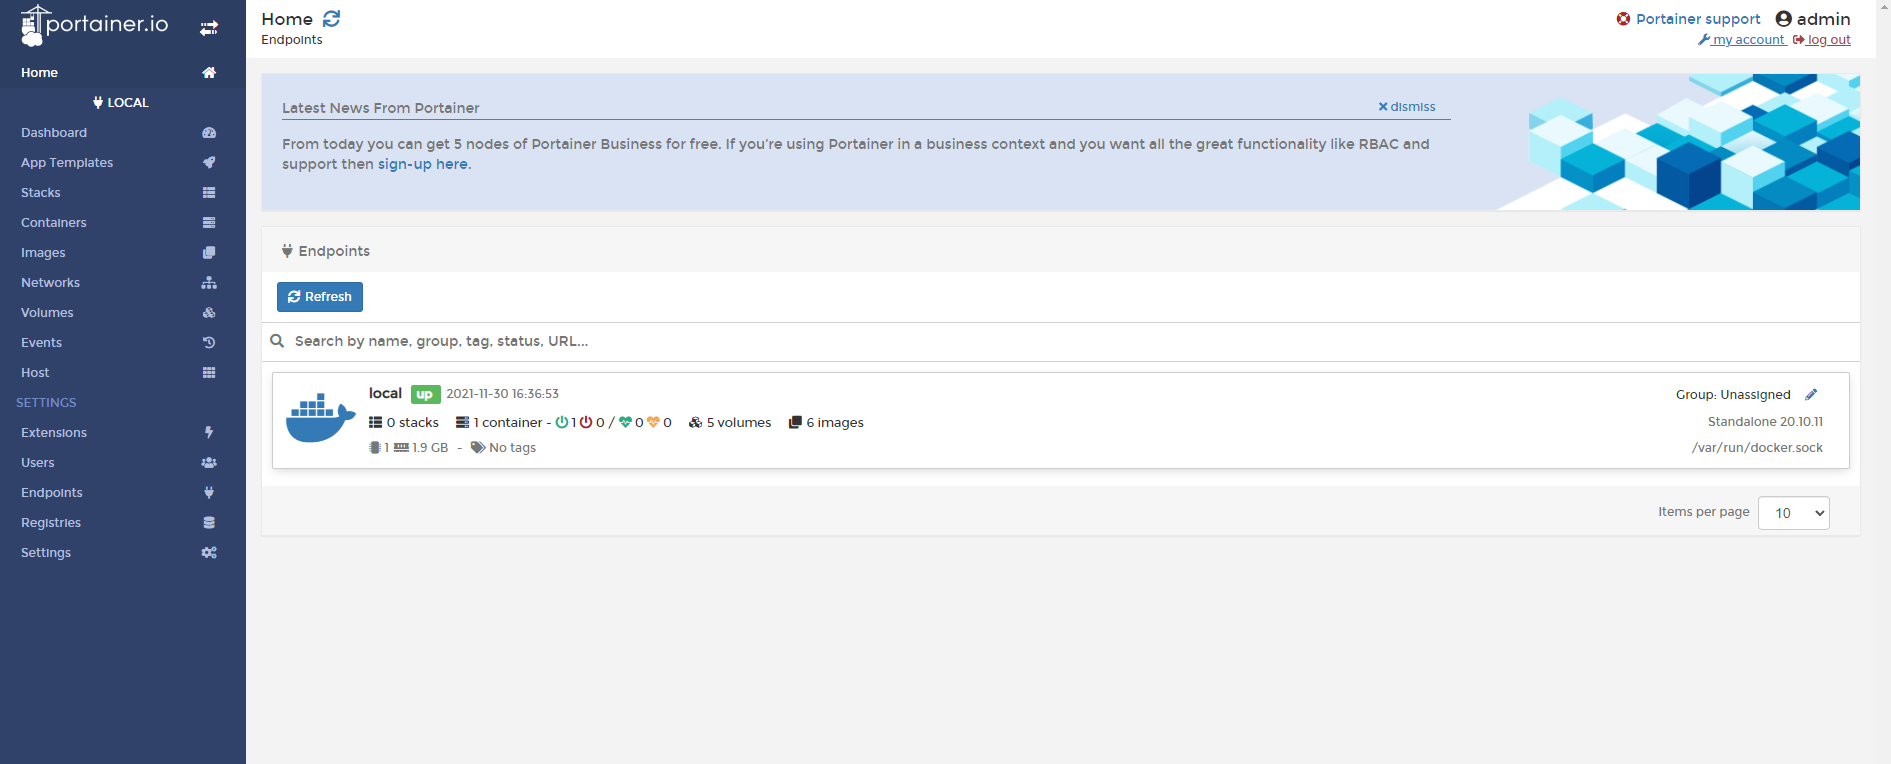 portainer.io
Home
LOCAL
Dashboard
App Templates
Stacks
Containers
Images
Networks
Volumes
Events
Host
SETTINGS
Extensions
Users
Endpoints
Registries
Settings
Home
Endpoints
Portainer support admin
my account log out
Latest News From Portainer
dismiss
From today you can get 5 nodes of Portainer Business for free. If you're using Portainer in a business context and you want all the great functionality like RBAC and
support then sign-up here.
Endpoints
Refresh
Search by name, group, tag, status, URL...
local up 2021-11-30 16:36:53
Group: Unassigned
0 stacks 1 container - 1 0 / 0 0 5 volumes 6 images
Standalone 20.10.11
1 1.9 GB - No tags
/var/run/docker.sock
Items per page 10